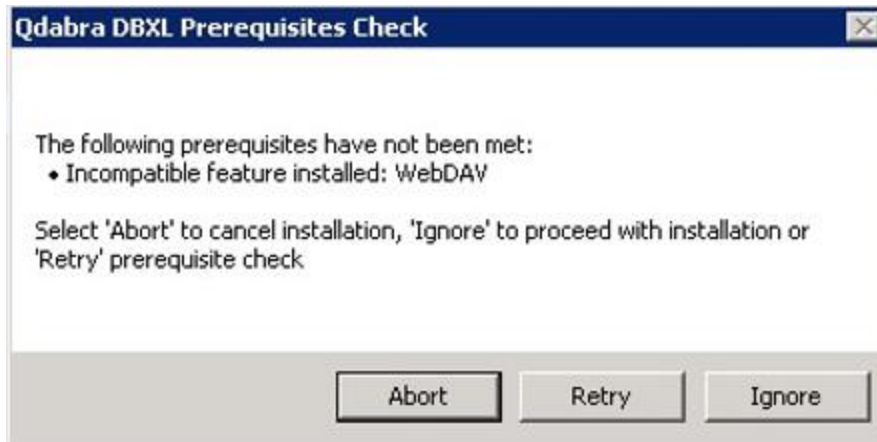 Qdabra DBXL Prerequisites Check
The following prerequisites have not been met:
• Incompatible feature installed: WebDAV
Select 'Abort' to cancel installation, 'Ignore' to proceed with installation or
'Retry' prerequisite check
Abort Retry Ignore